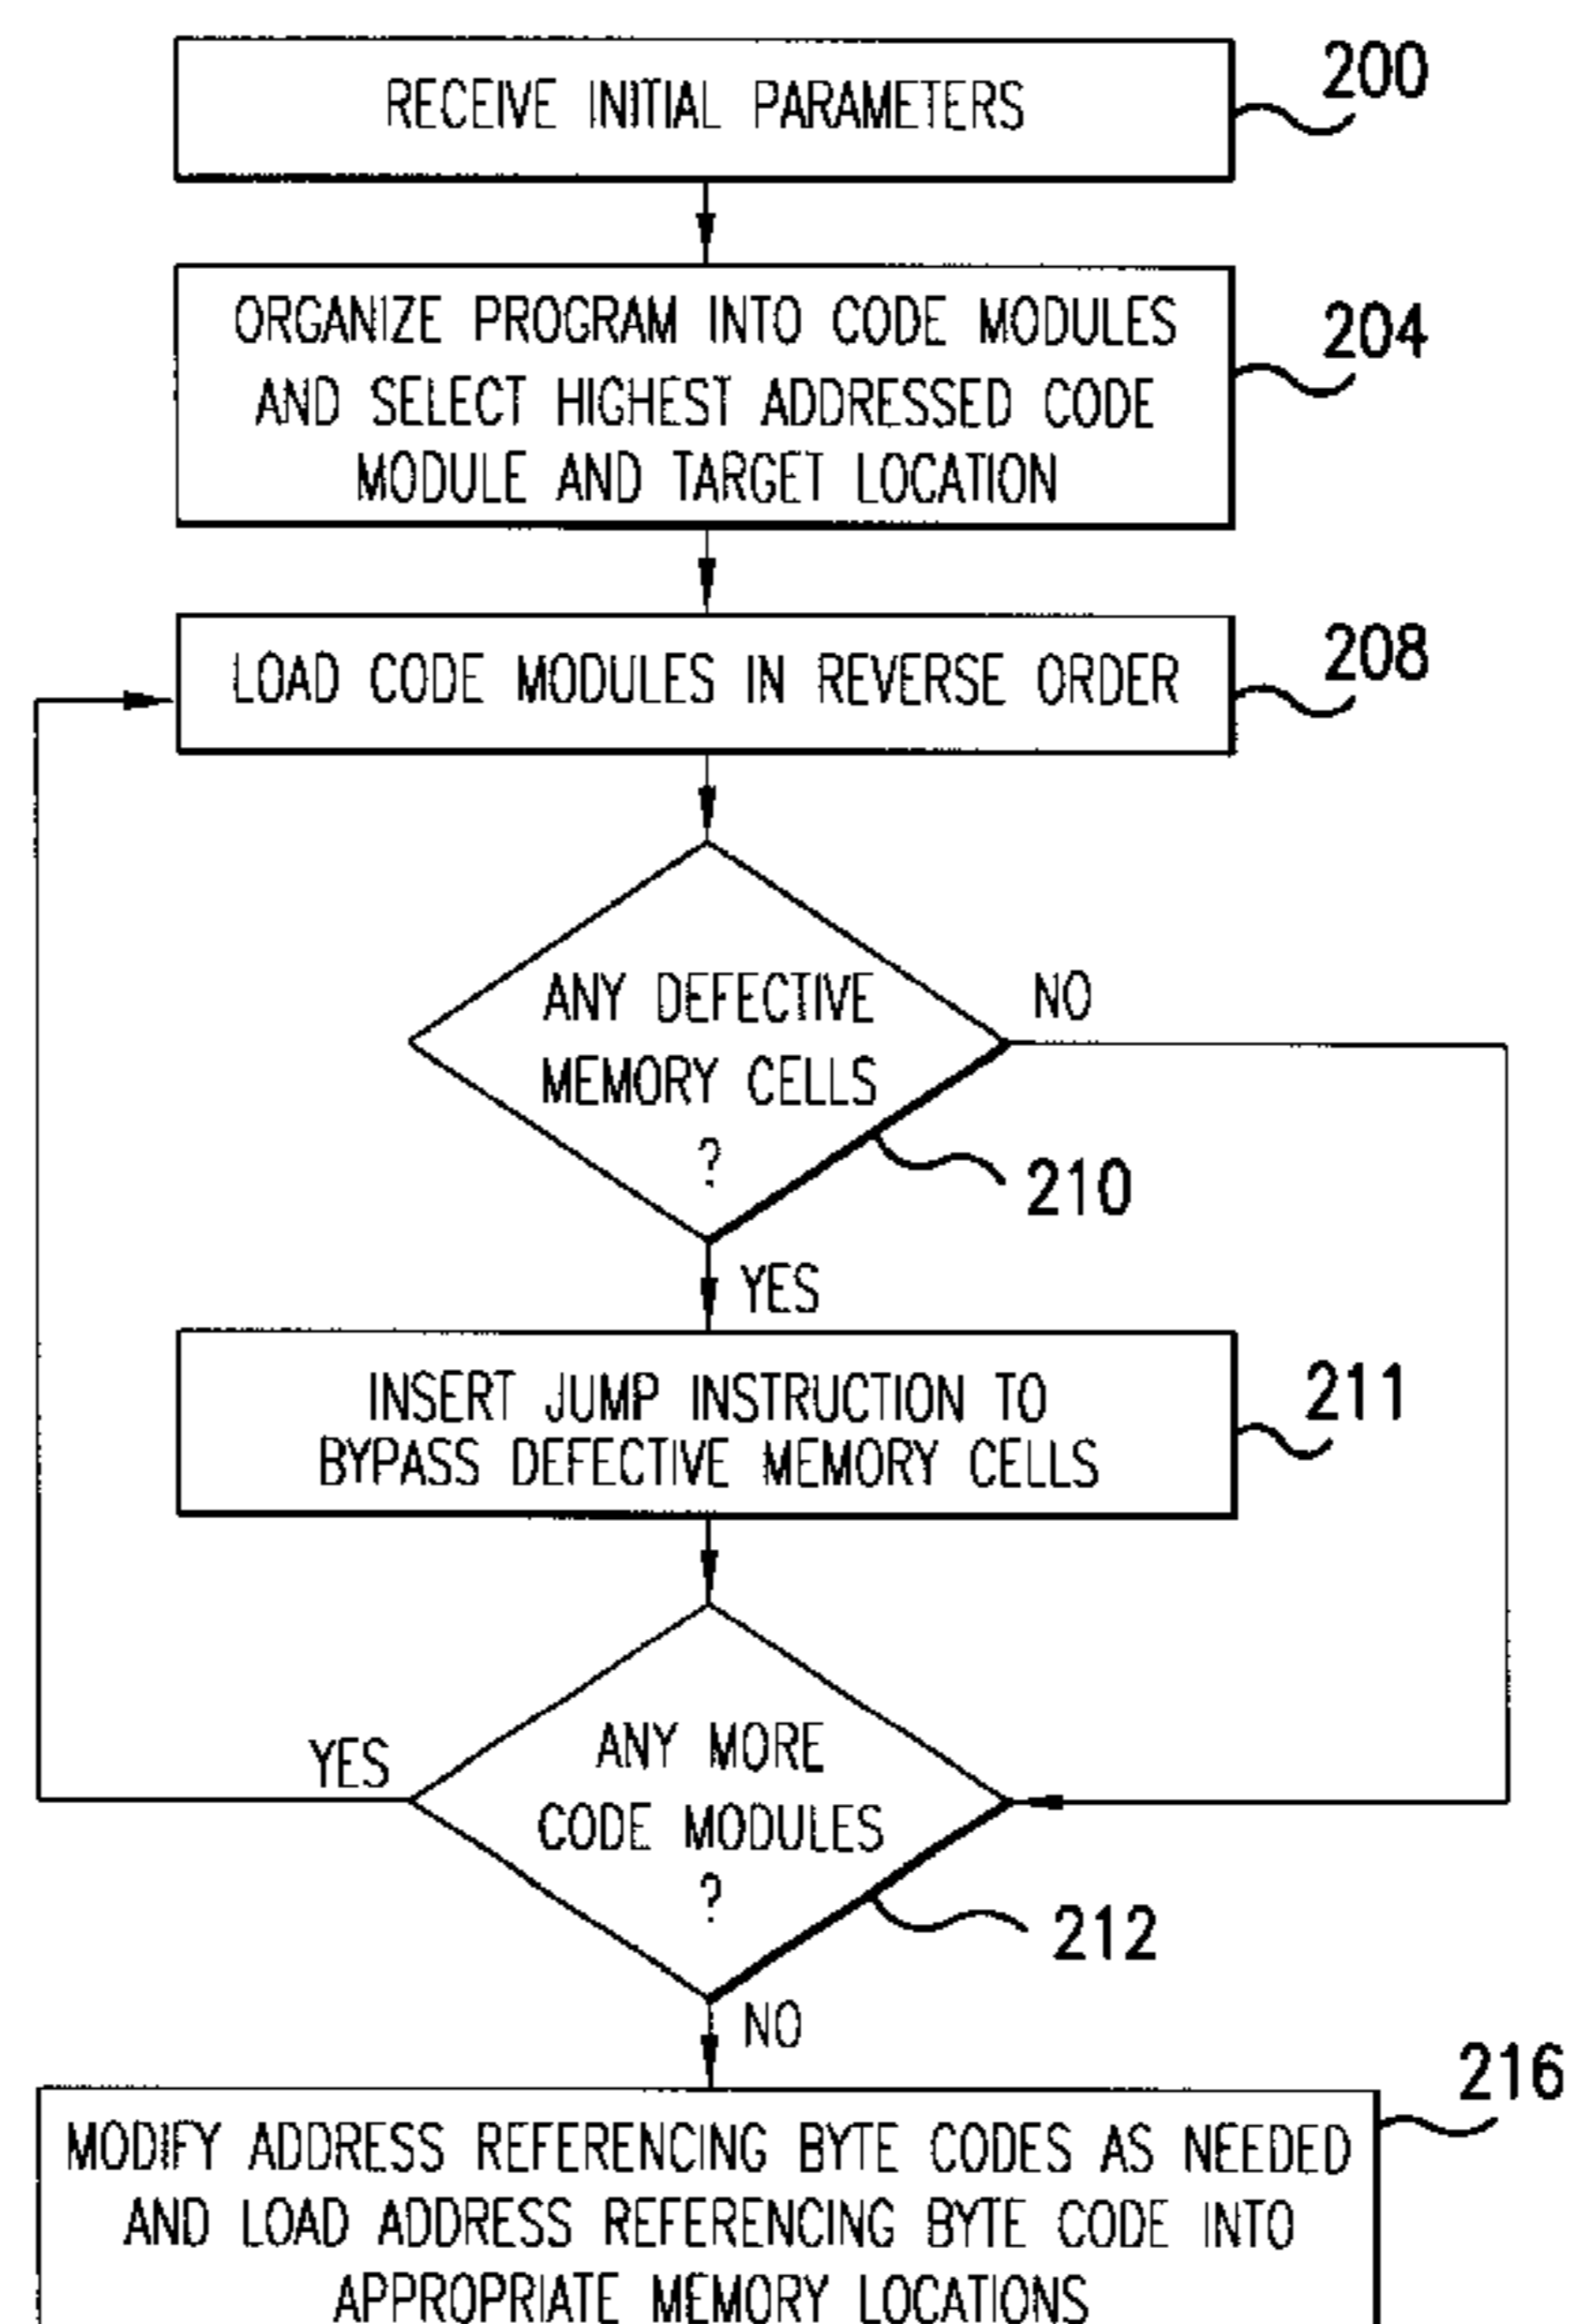 RECEIVE INITIAL PARAMETERS
200
ORGANIZE PROGRAM INTO CODE MODULES
AND SELECT HIGHEST ADDRESSED CODE
MODULE AND TARGET LOCATION
204
LOAD CODE MODULES IN REVERSE ORDER
208
ANY DEFECTIVE
MEMORY CELLS
?
NO
210
YES
INSERT JUMP INSTRUCTION TO
BYPASS DEFECTIVE MEMORY CELLS
211
ANY MORE
CODE MODULES
?
YES
212
NO
216
MODIFY ADDRESS REFERENCING BYTE CODES AS NEEDED
AND LOAD ADDRESS REFERENCING BYTE CODE INTO
APPROPRIATE MEMORY LOCATIONS